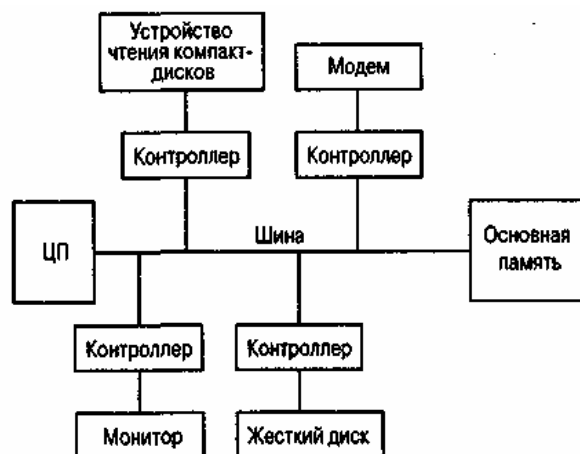 Устройство
чтения компакт-
дисков
Модем
Контроллер
Контроллер
ЦП
Шина
Основная
память
Контроллер
Контроллер
Монитор
Жесткий диск